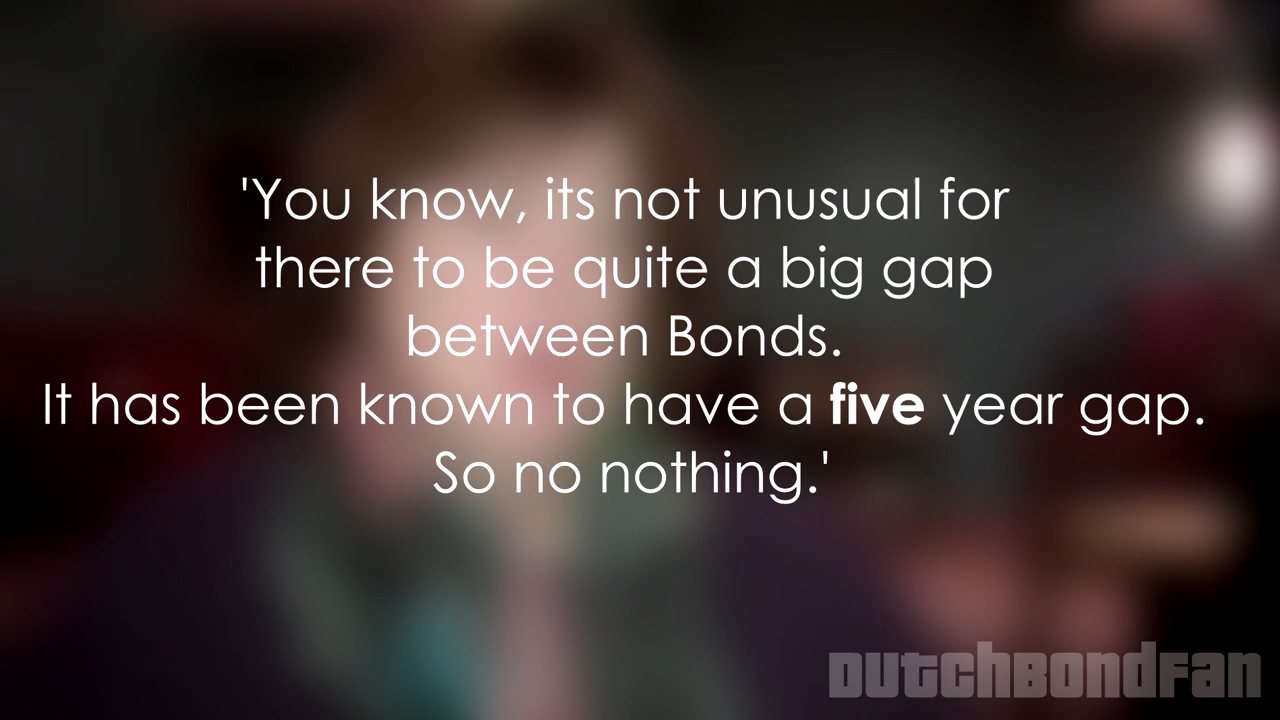 'You know, its not unusual for
there to be quite a big gap
between Bonds.
It has been known to have a five year gap.
So no nothing.'
DUTCHBONDFAN